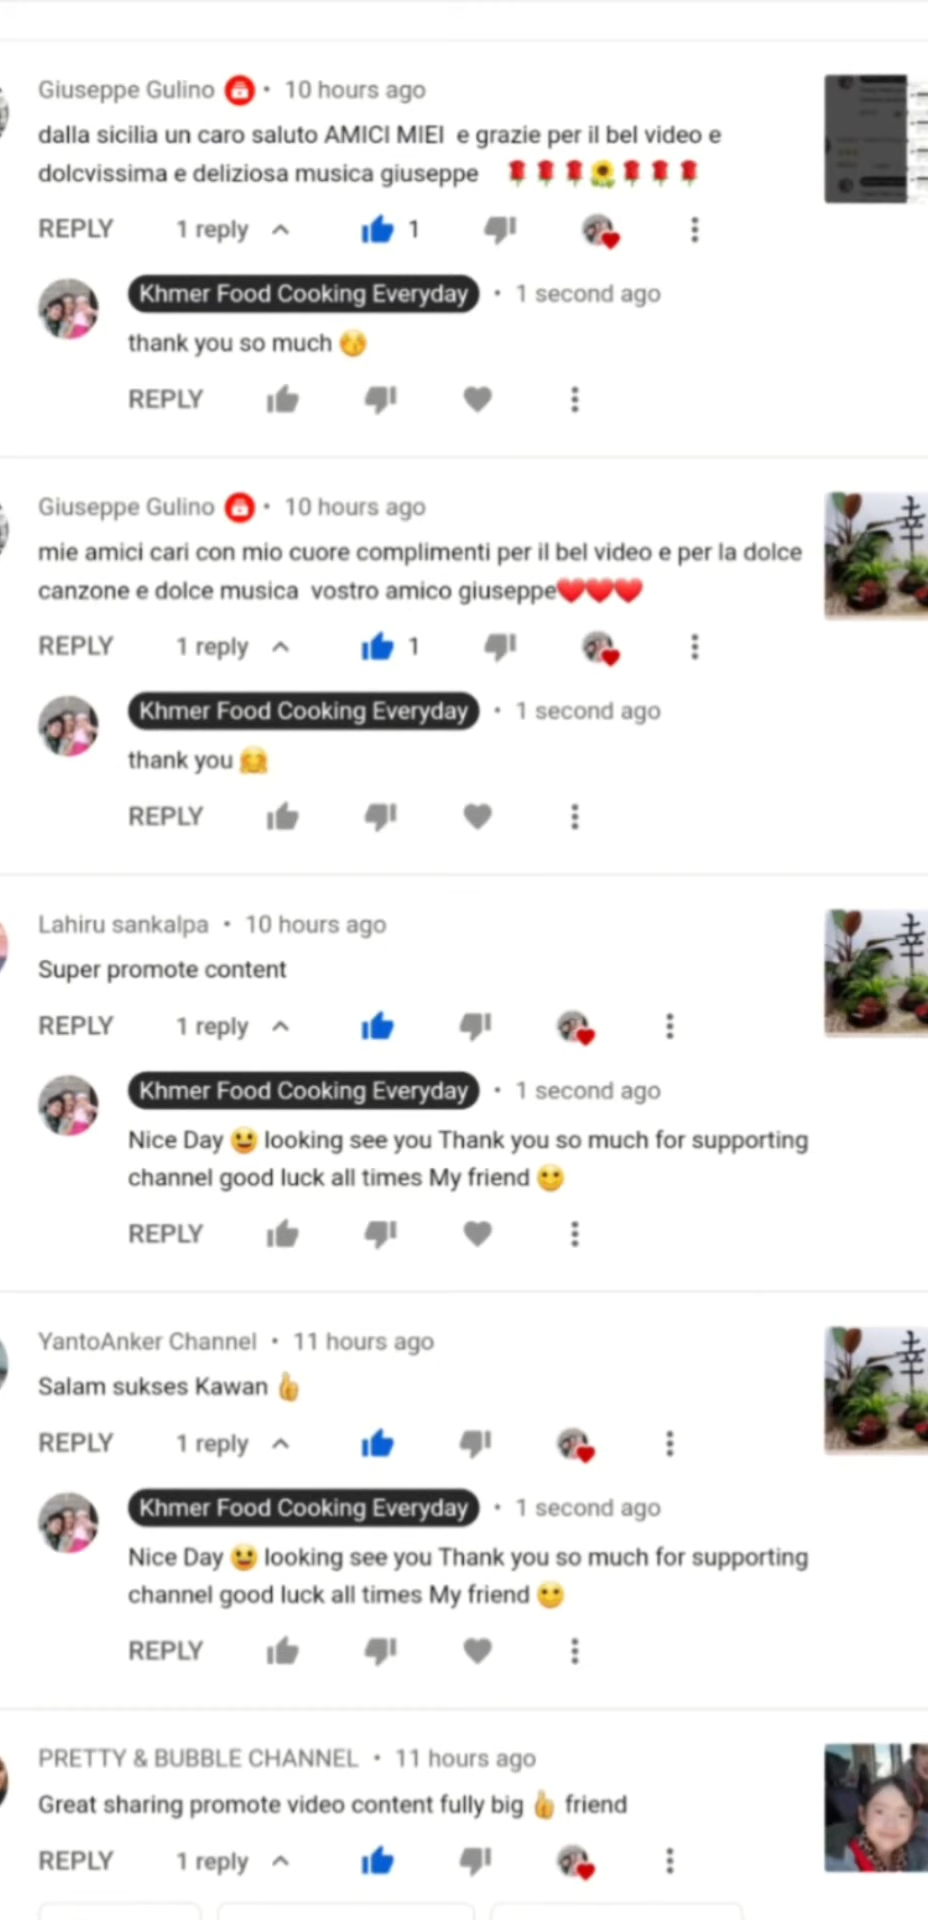 Giuseppe Gulino • 10 hours ago
dalla sicilia un caro saluto AMICI MIEI e grazie per il bel video e
dolcvissima e deliziosa musica giuseppe 🌹🌹🌹🌻🌹🌹🌹
REPLY 1 reply 1
Khmer Food Cooking Everyday • 1 second ago
thank you so much 😚
REPLY
Giuseppe Gulino • 10 hours ago
mie amici cari con mio cuore complimenti per il bel video e per la dolce
canzone e dolce musica vostro amico giuseppe❤️❤️❤️
REPLY 1 reply 1
Khmer Food Cooking Everyday • 1 second ago
thank you 🤗
REPLY
Lahiru sankalpa • 10 hours ago
Super promote content
REPLY 1 reply
Khmer Food Cooking Everyday • 1 second ago
Nice Day 😀 looking see you Thank you so much for supporting
channel good luck all times My friend 🙂
REPLY
YantoAnker Channel • 11 hours ago
Salam sukses Kawan 👍
REPLY 1 reply
Khmer Food Cooking Everyday • 1 second ago
Nice Day 😀 looking see you Thank you so much for supporting
channel good luck all times My friend 🙂
REPLY
PRETTY & BUBBLE CHANNEL • 11 hours ago
Great sharing promote video content fully big 👍 friend
REPLY 1 reply